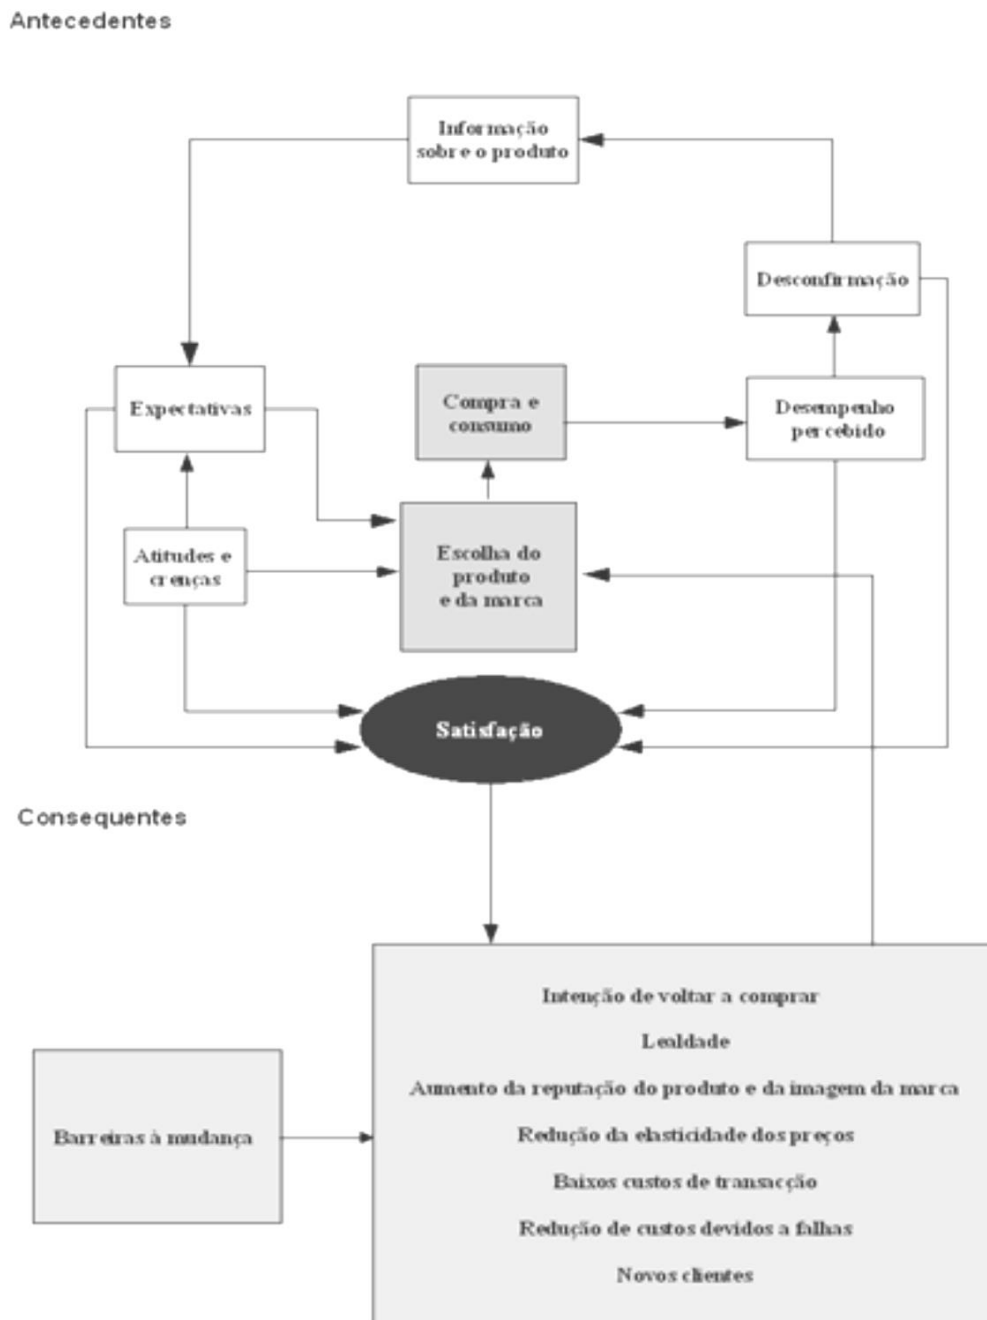 Antecedentes
Informação
sobre o produto
Desconfirmação
Expectativas
Compra e
consumo
Desempenho
percebido
Atitudes e
crenças
Escolha do
produto
e da marca
Satisfação
Consequentes
Intenção de voltar a comprar
Lealdade
Aumento da reputação do produto e da imagem da marca
Barreiras à mudança
Redução da elasticidade dos preços
Baixos custos de transacção
Redução de custos devidos a falhas
Novos clientes